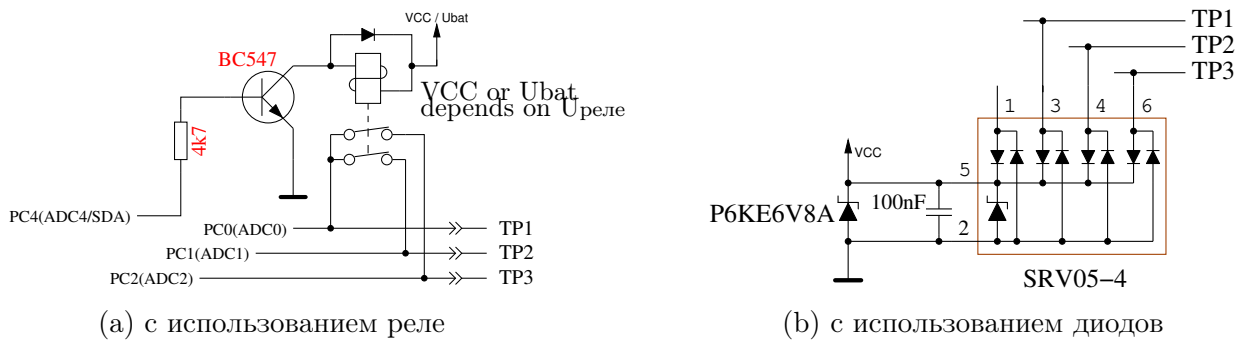 VCC / Ubat
BC547
VCC or Ubat
depends on Uреле
4k7
PC4(ADC4/SDA)
PC0(ADC0)
TP1
PC1(ADC1)
TP2
PC2(ADC2)
TP3
(a) с использованием реле
TP1
TP2
TP3
1 3 4 6
VCC
5
P6KE6V8A
100nF
2
SRV05-4
(b) с использованием диодов